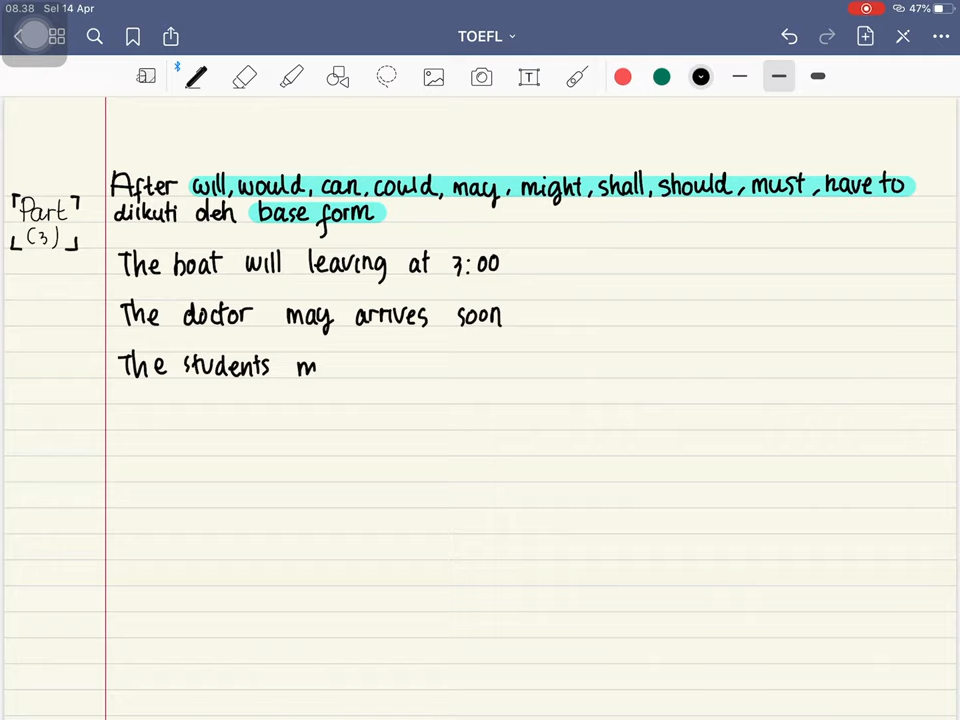 08.38 Sel 14 Apr
47%
TOEFL
T
After will, would, can, could, may, might, shall, should, must, have to
Part
(3)
diikuti oleh base form
The boat will leaving at 3:00
The doctor may arrives soon
The students m